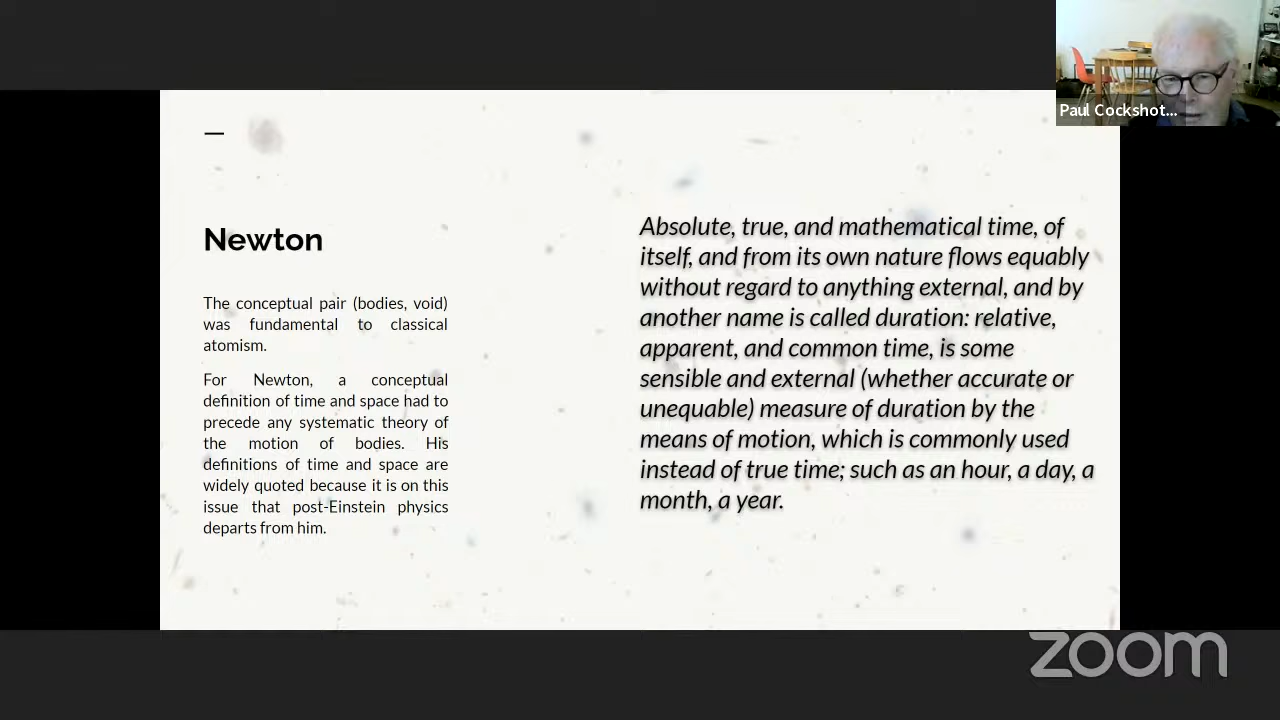 Paul Cockshot...
Newton
The conceptual pair (bodies, void)
was fundamental to classical
atomism.
For Newton, a conceptual
definition of time and space had to
precede any systematic theory of
the motion of bodies. His
definitions of time and space are
widely quoted because it is on this
issue that post-Einstein physics
departs from him.
Absolute, true, and mathematical time, of
itself, and from its own nature flows equably
without regard to anything external, and by
another name is called duration: relative,
apparent, and common time, is some
sensible and external (whether accurate or
unequable) measure of duration by the
means of motion, which is commonly used
instead of true time; such as an hour, a day, a
month, a year.
zoom